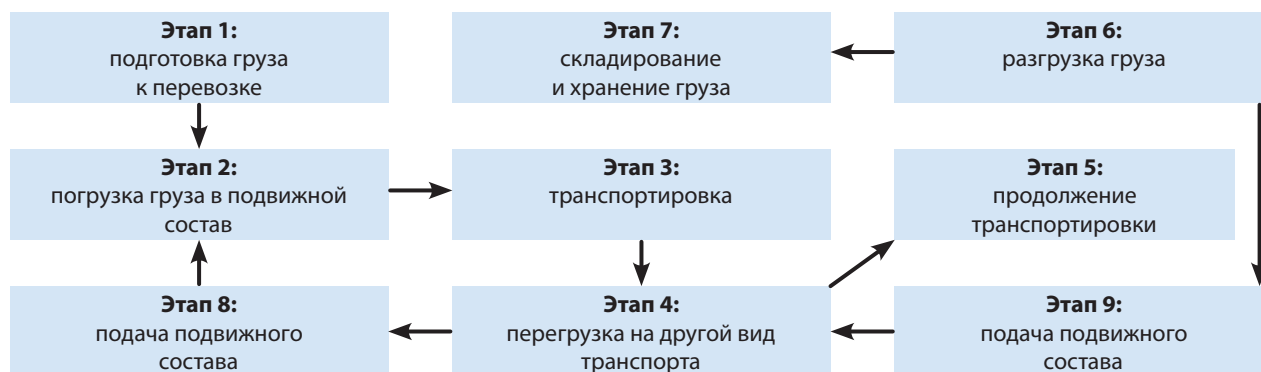 Этап 1:
подготовка груза
к перевозке
Этап 7:
складирование
и хранение груза
Этап 6:
разгрузка груза
Этап 2:
погрузка груза в подвижной
состав
Этап 3:
транспортировка
Этап 5:
продолжение
транспортировки
Этап 8:
подача подвижного
состава
Этап 4:
перегрузка на другой вид
транспорта
Этап 9:
подача подвижного
состава